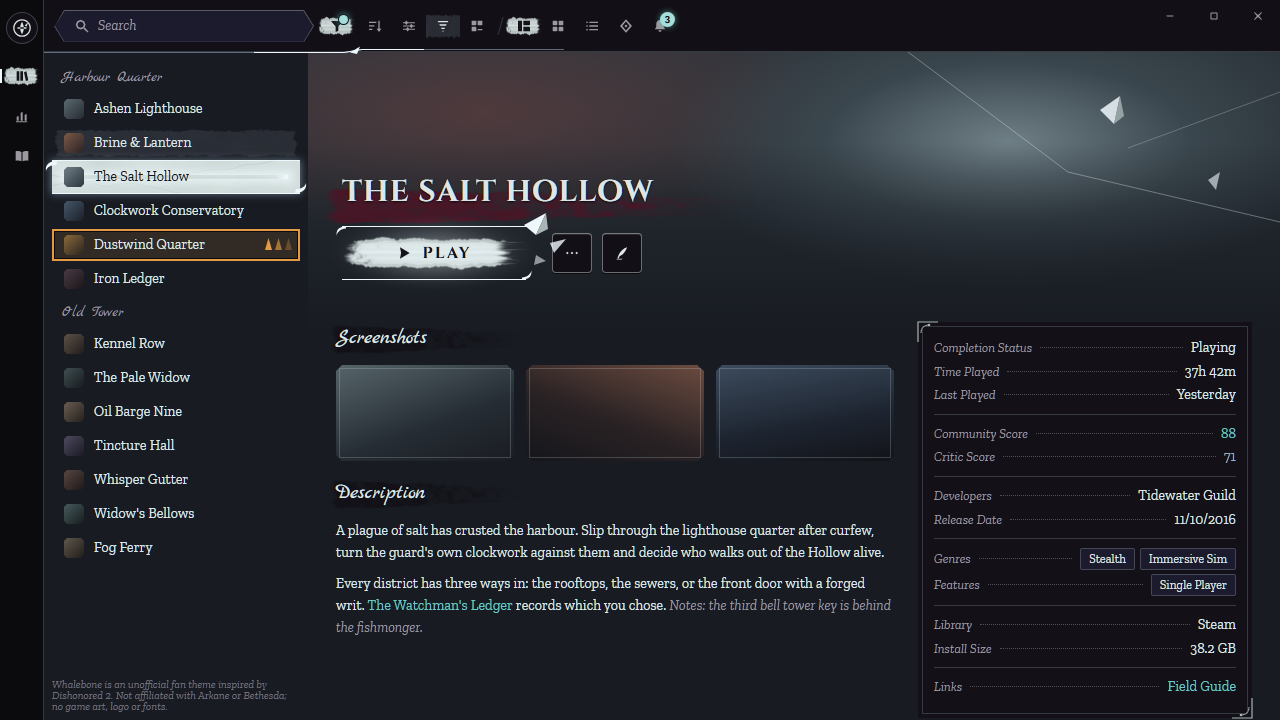 Search
3
Harbour Quarter
Ashen Lighthouse
Brine & Lantern
The Salt Hollow
Clockwork Conservatory
Dustwind Quarter
Iron Ledger
Old Tower
Kennel Row
The Pale Widow
Oil Barge Nine
Tincture Hall
Whisper Gutter
Widow's Bellows
Fog Ferry
Whalebone is an unofficial fan theme inspired by
Dishonored 2. Not affiliated with Arkane or Bethesda;
no game art, logo or fonts.
THE SALT HOLLOW
PLAY
Screenshots
Description
A plague of salt has crusted the harbour. Slip through the lighthouse quarter after curfew,
turn the guard's own clockwork against them and decide who walks out of the Hollow alive.
Every district has three ways in: the rooftops, the sewers, or the front door with a forged
writ. The Watchman's Ledger records which you chose. Notes: the third bell tower key is behind
the fishmonger.
Completion Status Playing
Time Played 37h 42m
Last Played Yesterday
Community Score 88
Critic Score 71
Developers Tidewater Guild
Release Date 11/10/2016
Genres Stealth Immersive Sim
Features Single Player
Library Steam
Install Size 38.2 GB
Links Field Guide